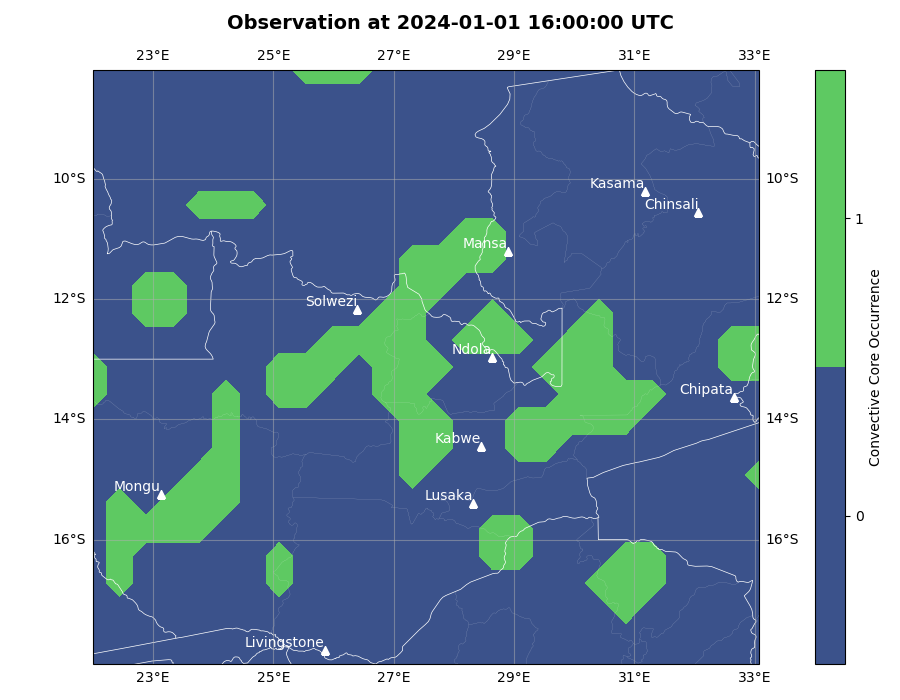 Observation at 2024-01-01 16:00:00 UTC
23°E 25°E 27°E 29°E 31°E 33°E
10°S 10°S
Kasama
Chinsali
1
Mansa
12°S 12°S
Solwezi
Ndola
Chipata
14°S 14°S
Kabwe
Mongu
Lusaka
0
16°S 16°S
Livingstone
23°E 25°E 27°E 29°E 31°E 33°E
Convective Core Occurrence